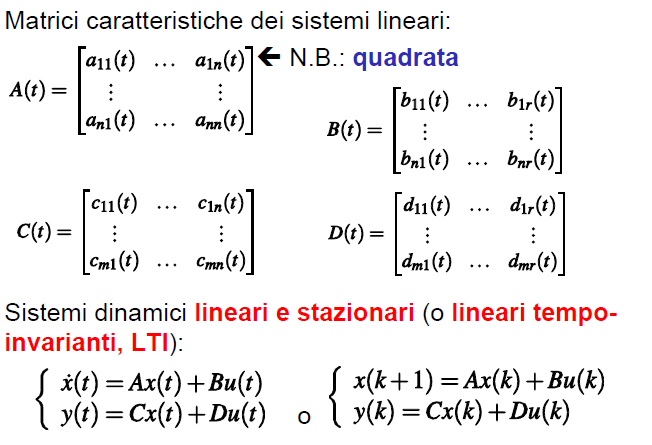 Matrici caratteristiche dei sistemi lineari:
A(t) = [a₁₁(t) … a₁ₙ(t); ⋮ ⋮; aₙ₁(t) … aₙₙ(t)] ← N.B.: quadrata
B(t) = [b₁₁(t) … b₁ᵣ(t); ⋮ ⋮; bₙ₁(t) … bₙᵣ(t)]
C(t) = [c₁₁(t) … c₁ₙ(t); ⋮ ⋮; cₘ₁(t) … cₘₙ(t)]
D(t) = [d₁₁(t) … d₁ᵣ(t); ⋮ ⋮; dₘ₁(t) … dₘᵣ(t)]
Sistemi dinamici lineari e stazionari (o lineari tempo-
invarianti, LTI):
{ ẋ(t) = Ax(t) + Bu(t)
y(t) = Cx(t) + Du(t)
o
{ x(k+1) = Ax(k) + Bu(k)
y(k) = Cx(k) + Du(k)